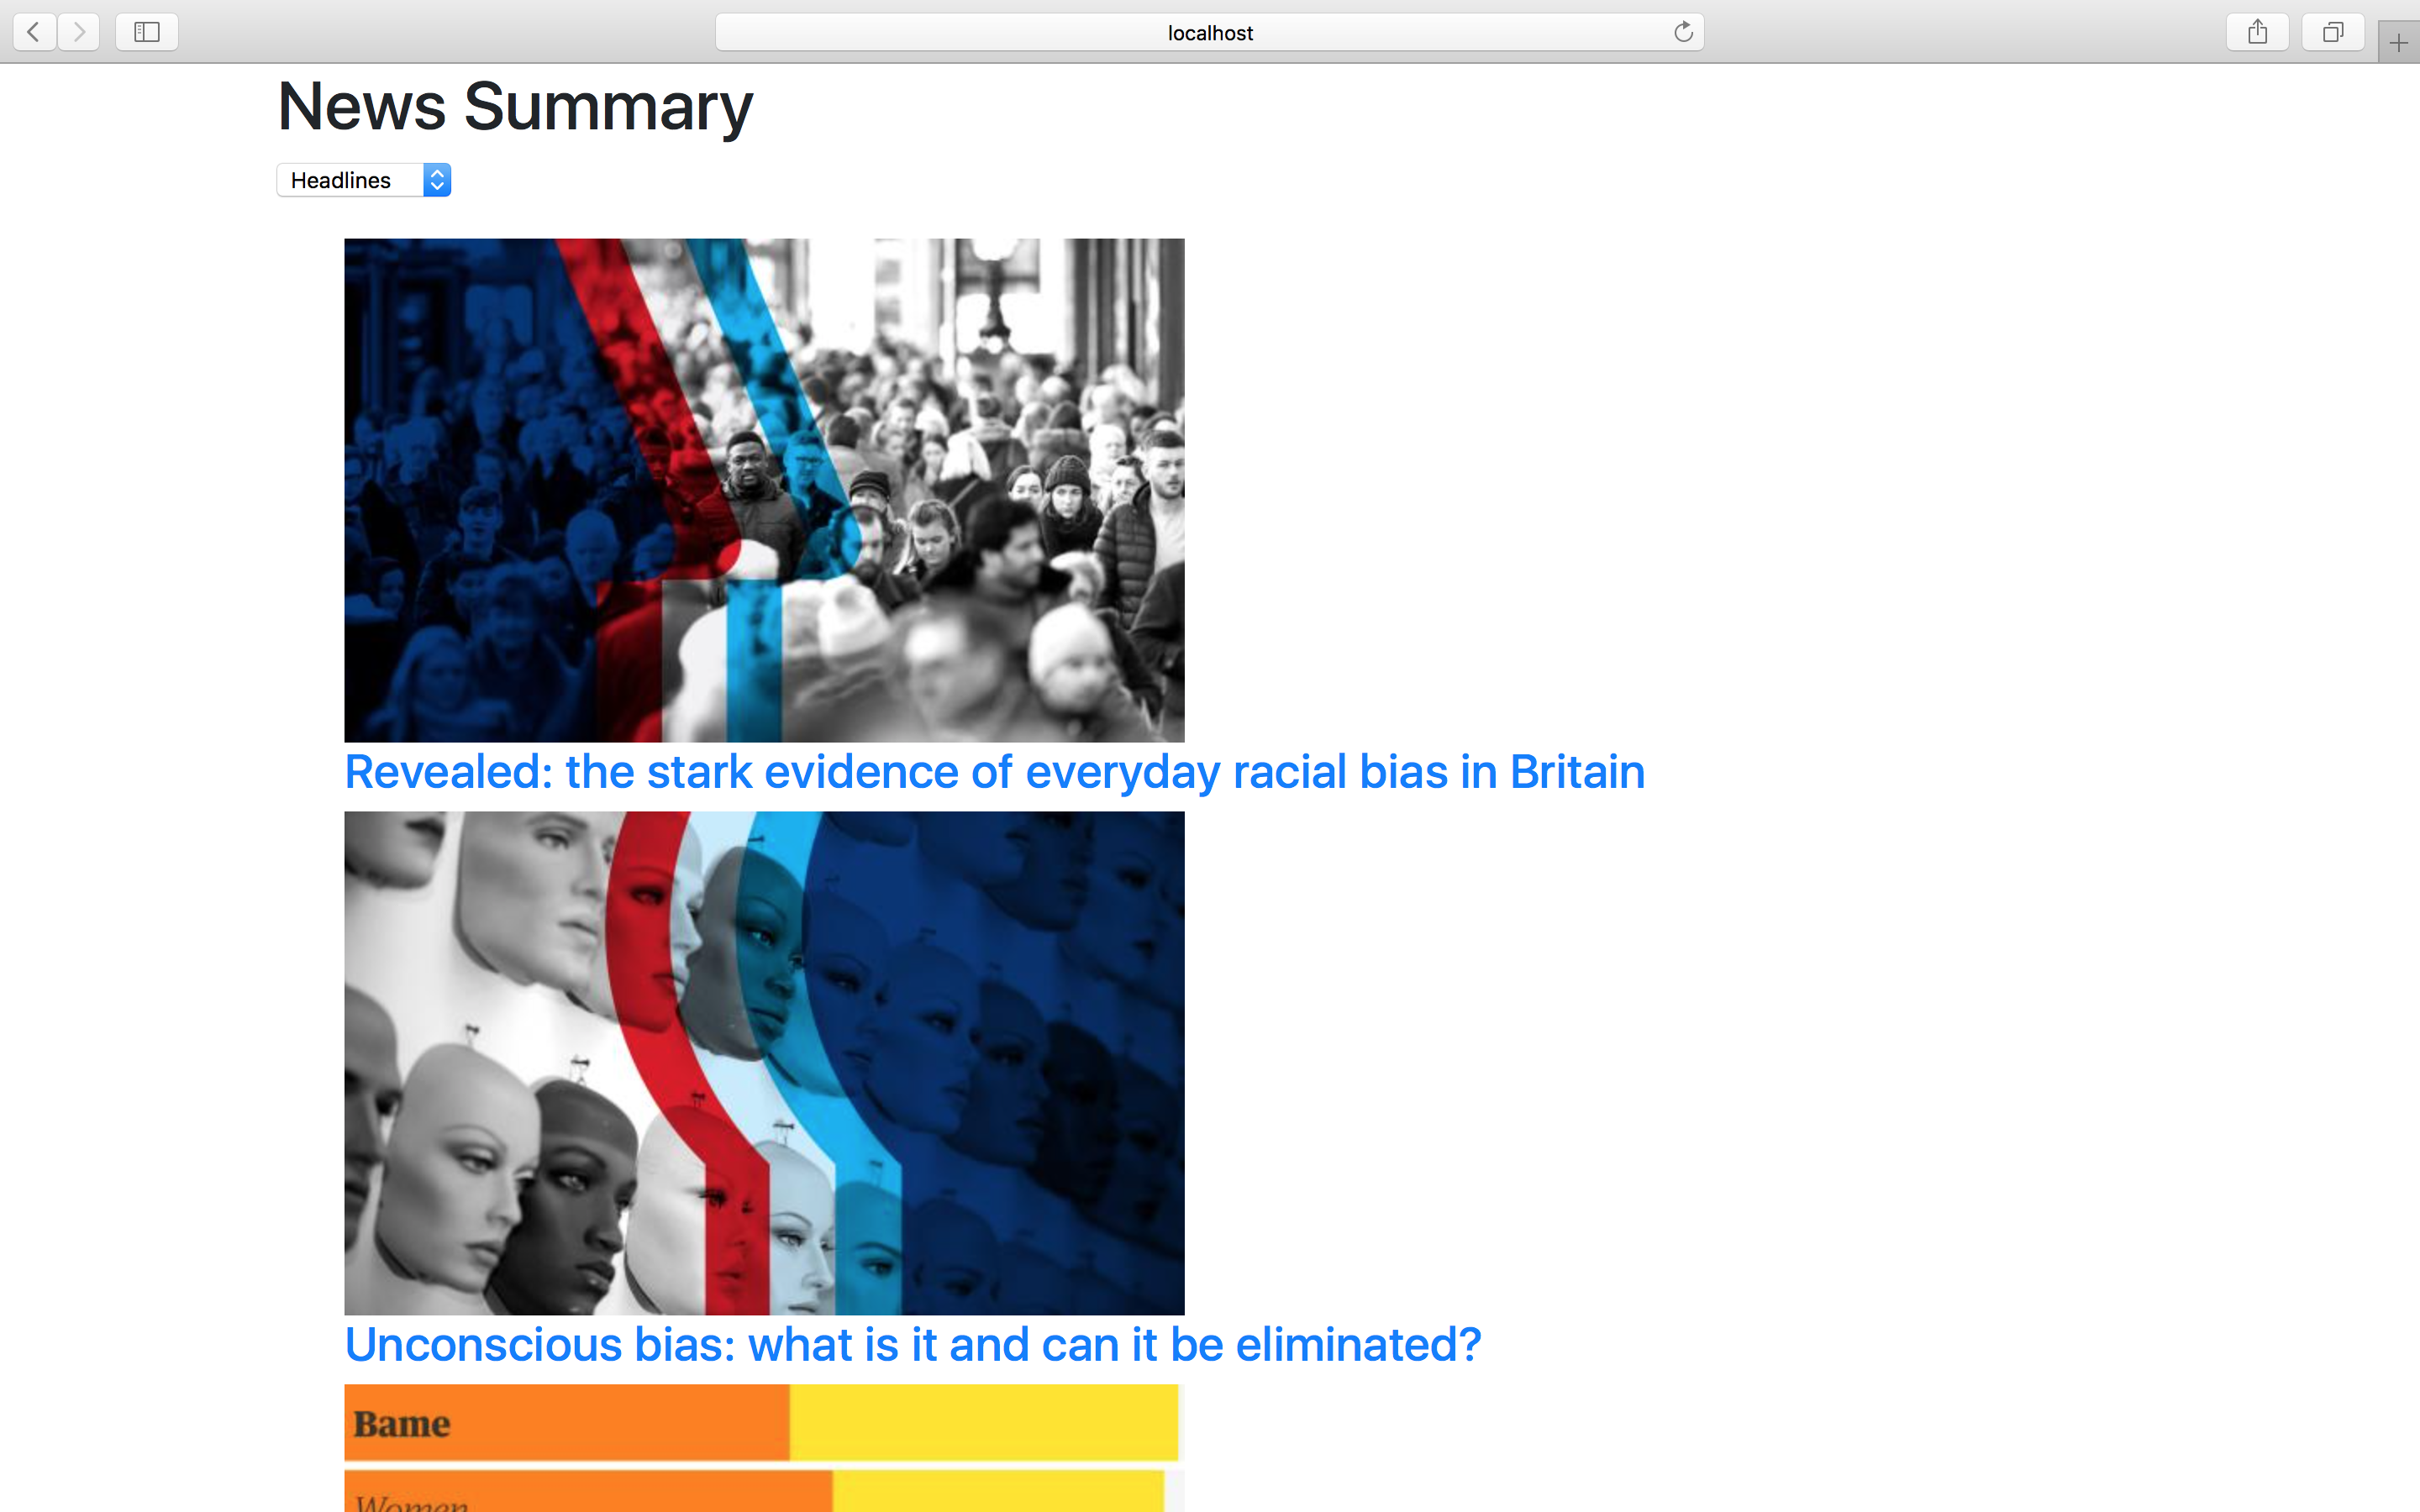 localhost
News Summary
Headlines
Revealed: the stark evidence of everyday racial bias in Britain
Unconscious bias: what is it and can it be eliminated?
Bame
Women